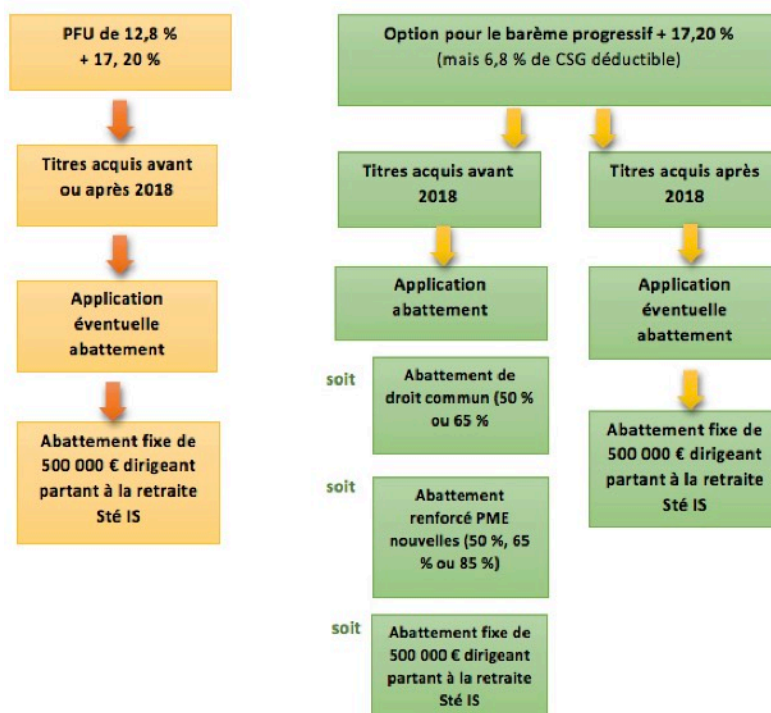 PFU de 12,8 %
+ 17, 20 %
Titres acquis avant
ou après 2018
Application
éventuelle
abattement
Abattement fixe de
500 000 € dirigeant
partant à la retraite
Sté IS
Option pour le barème progressif + 17,20 %
(mais 6,8 % de CSG déductible)
Titres acquis avant
2018
Application
abattement
soit
Abattement de
droit commun (50 %
ou 65 %
soit
Abattement
renforcé PME
nouvelles (50 %, 65
% ou 85 %)
soit
Abattement fixe de
500 000 € dirigeant
partant à la retraite
Sté IS
Titres acquis après
2018
Application
éventuelle
abattement
Abattement fixe de
500 000 € dirigeant
partant à la retraite
Sté IS